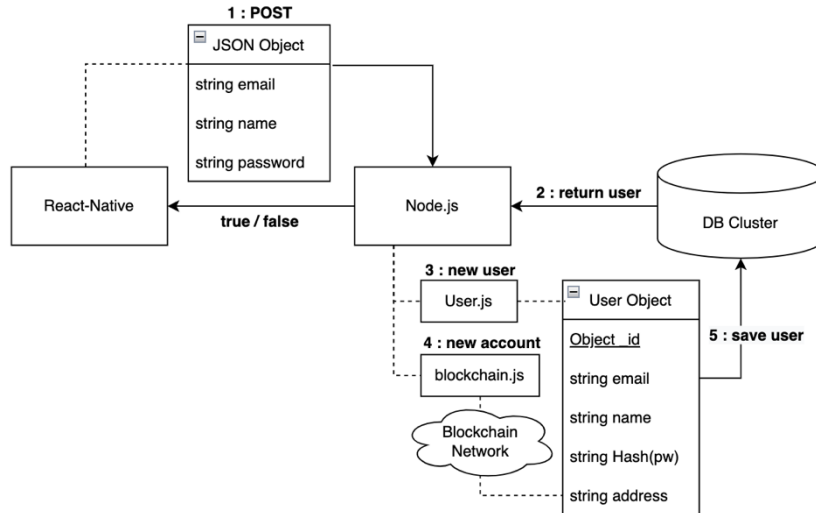 1 : POST
JSON Object
string email
string name
string password
React-Native
true / false
Node.js
2 : return user
DB Cluster
3 : new user
User.js
4 : new account
blockchain.js
Blockchain
Network
User Object
Object _id
string email
string name
string Hash(pw)
string address
5 : save user